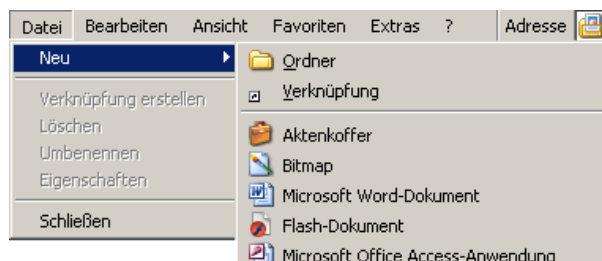 Datei Bearbeiten Ansicht Favoriten Extras ? Adresse
Neu
Verknüpfung erstellen
Löschen
Umbenennen
Eigenschaften
Schließen
Ordner
Verknüpfung
Aktenkoffer
Bitmap
Microsoft Word-Dokument
Flash-Dokument
Microsoft Office Access-Anwendung